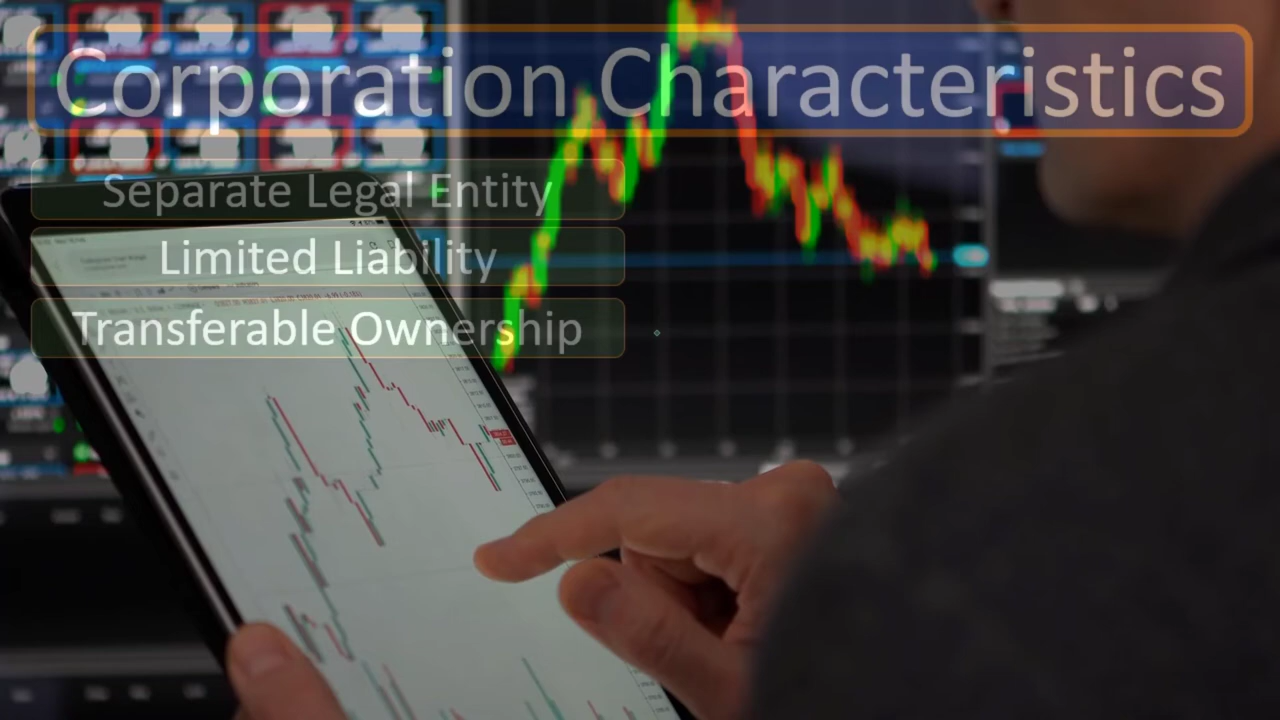 Corporation Characteristics
Separate Legal Entity
Limited Liability
Transferable Ownership